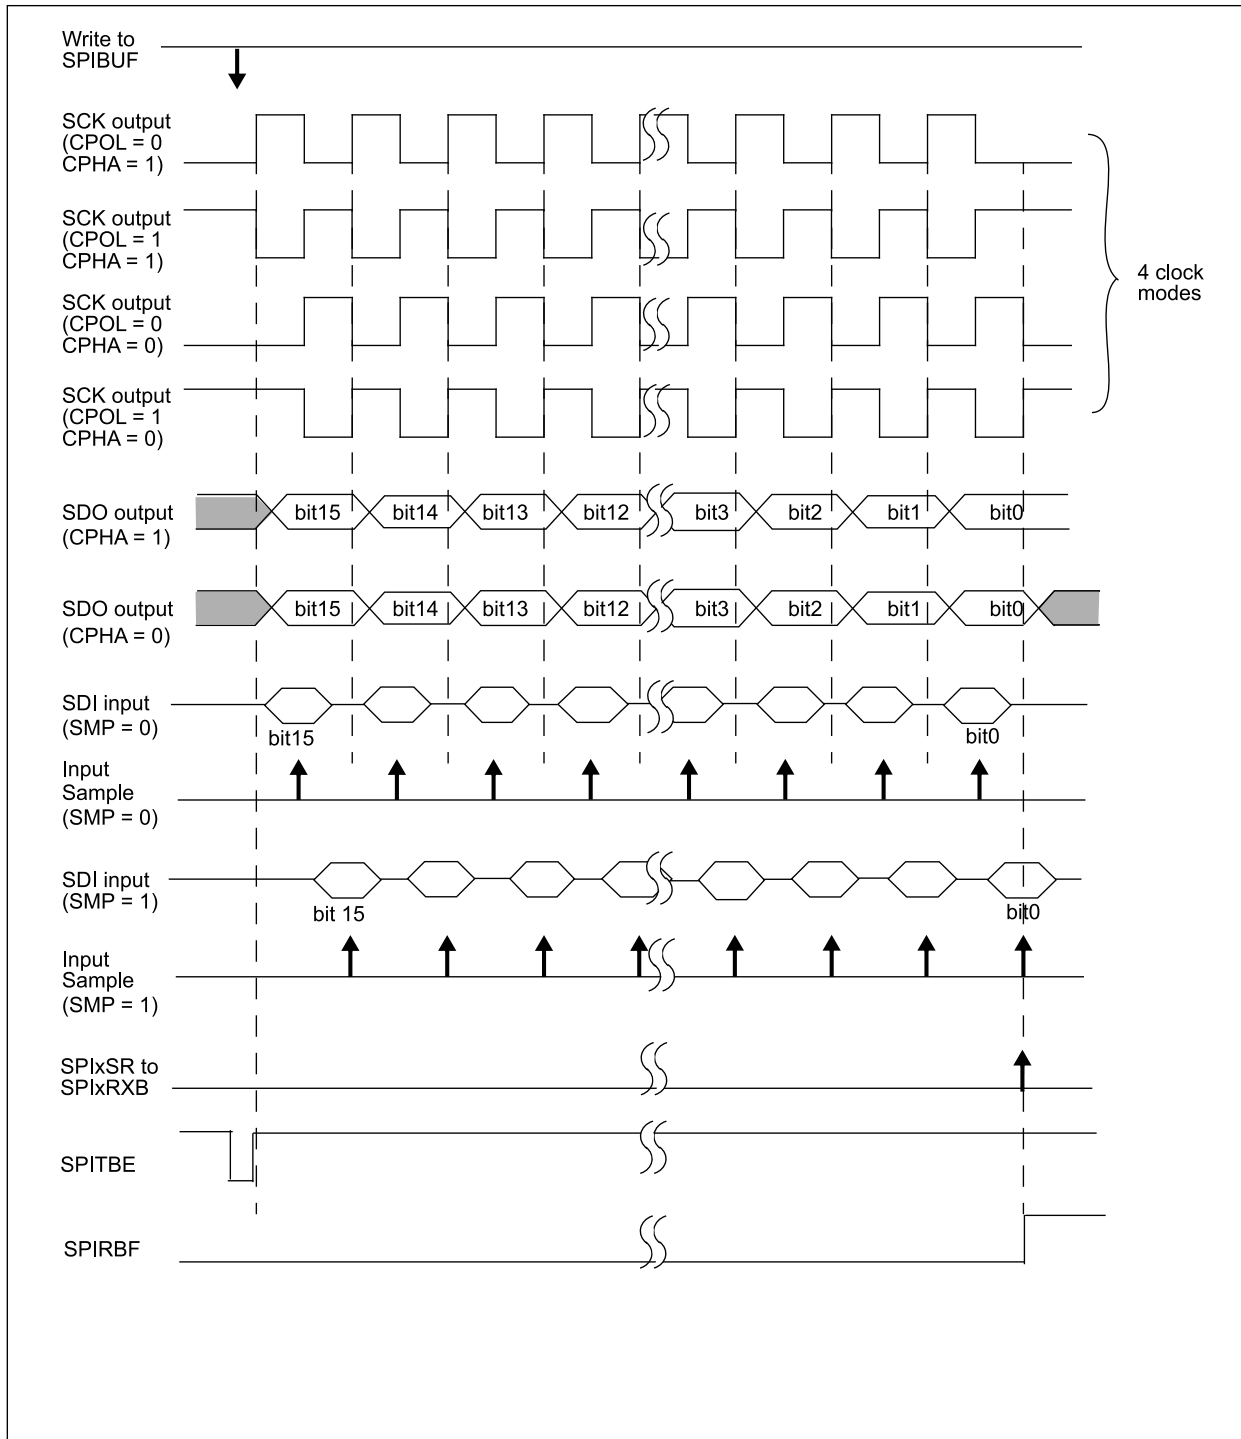 Write to
SPIBUF
SCK output
(CPOL = 0
CPHA = 1)
SCK output
(CPOL = 1
CPHA = 1)
SCK output
(CPOL = 0
CPHA = 0)
SCK output
(CPOL = 1
CPHA = 0)
4 clock
modes
SDO output
(CPHA = 1)
bit15 bit14 bit13 bit12 bit3 bit2 bit1 bit0
SDO output
(CPHA = 0)
bit15 bit14 bit13 bit12 bit3 bit2 bit1 bit0
SDI input
(SMP = 0)
bit15 bit0
Input
Sample
(SMP = 0)
SDI input
(SMP = 1)
bit 15 bit0
Input
Sample
(SMP = 1)
SPIxSR to
SPIxRXB
SPITBE
SPIRBF